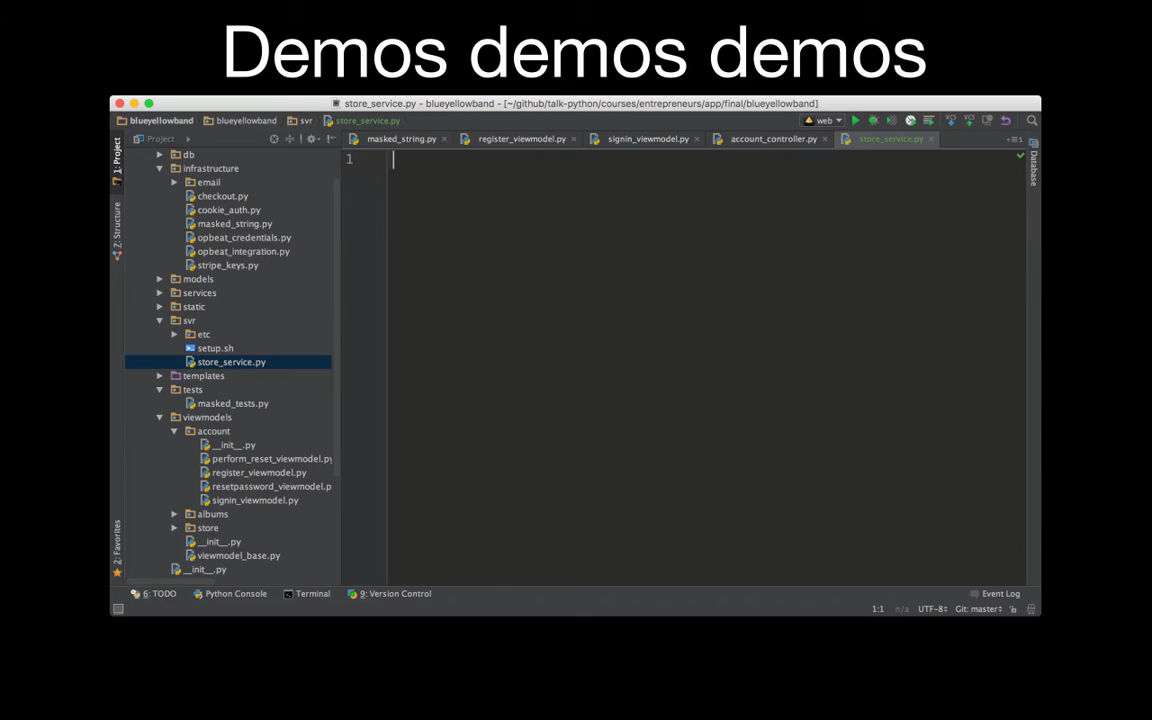 Demos demos demos
store_service.py - blueyellowband - [~/github/talk-python/courses/entrepreneurs/app/final/blueyellowband]
blueyellowband blueyellowband svr store_service.py web VCS VCS
Project masked_string.py register_viewmodel.py signin_viewmodel.py account_controller.py store_service.py
1: Project
7: Structure
2: Favorites
Database
db
infrastructure
email
checkout.py
cookie_auth.py
masked_string.py
opbeat_credentials.py
opbeat_integration.py
stripe_keys.py
models
services
static
svr
etc
setup.sh
store_service.py
templates
tests
masked_tests.py
viewmodels
account
__init__.py
perform_reset_viewmodel.py
register_viewmodel.py
resetpassword_viewmodel.p
signin_viewmodel.py
albums
store
__init__.py
viewmodel_base.py
__init__.py
1
6: TODO Python Console Terminal 9: Version Control Event Log
1:1 n/a UTF-8 Git: master